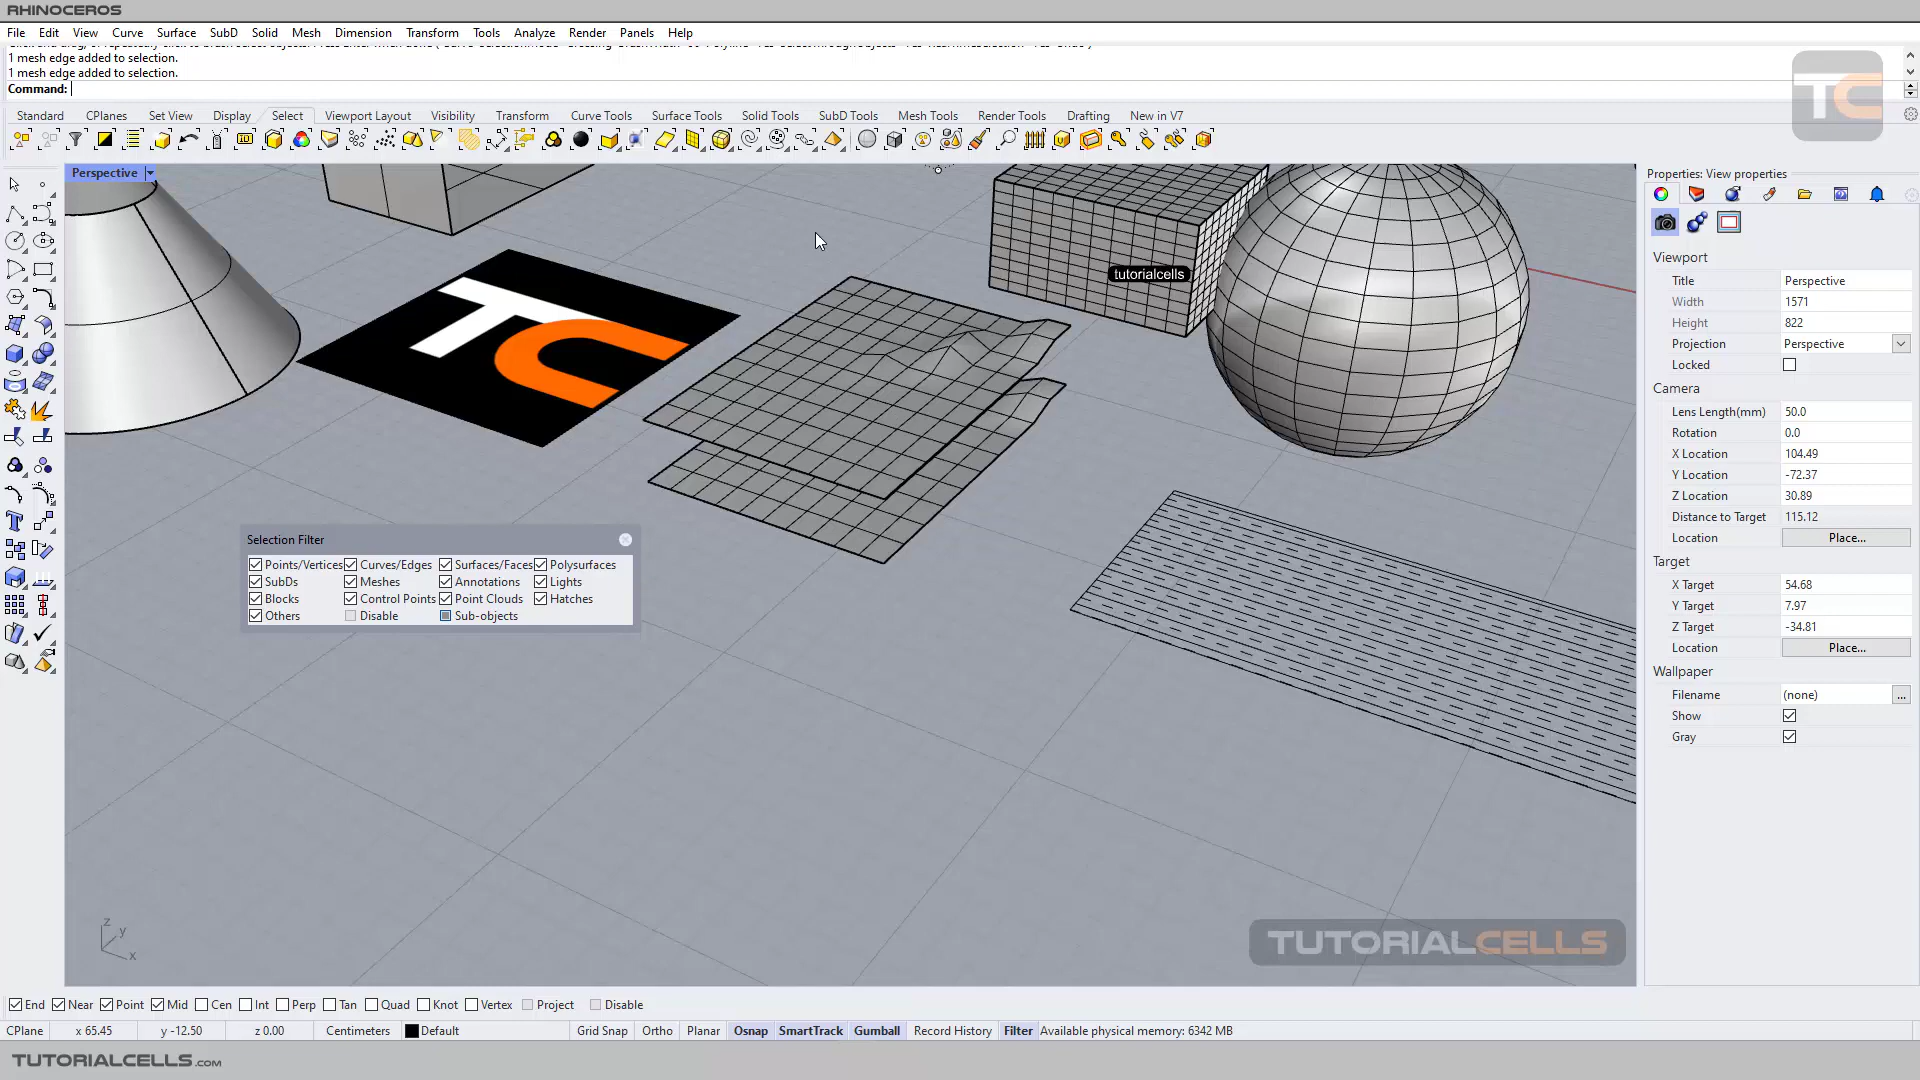 RHINOCEROS
File Edit View Curve Surface SubD Solid Mesh Dimension Transform Tools Analyze Render Panels Help
1 mesh edge added to selection.
1 mesh edge added to selection.
Command:
TC
Standard CPlanes Set View Display Select Viewport Layout Visibility Transform Curve Tools Surface Tools Solid Tools SubD Tools Mesh Tools Render Tools Drafting New in V7
Perspective
Properties: View properties
Viewport
Title Perspective
Width 1571
Height 822
Projection Perspective
Locked
Camera
Lens Length(mm) 50.0
Rotation 0.0
X Location 104.49
Y Location -72.37
Z Location 30.89
Distance to Target 115.12
Location Place...
Target
X Target 54.68
Y Target 7.97
Z Target -34.81
Location Place...
Wallpaper
Filename (none) ...
Show
Gray
tutorialcells
TC
Selection Filter
Points/Vertices Curves/Edges Surfaces/Faces Polysurfaces
SubDs Meshes Annotations Lights
Blocks Control Points Point Clouds Hatches
Others Disable Sub-objects
z
y
x
TUTORIALCELLS
End Near Point Mid Cen Int Perp Tan Quad Knot Vertex Project Disable
CPlane x 65.45 y -12.50 z 0.00 Centimeters Default Grid Snap Ortho Planar Osnap SmartTrack Gumball Record History Filter Available physical memory: 6342 MB
TUTORIALCELLS.COM